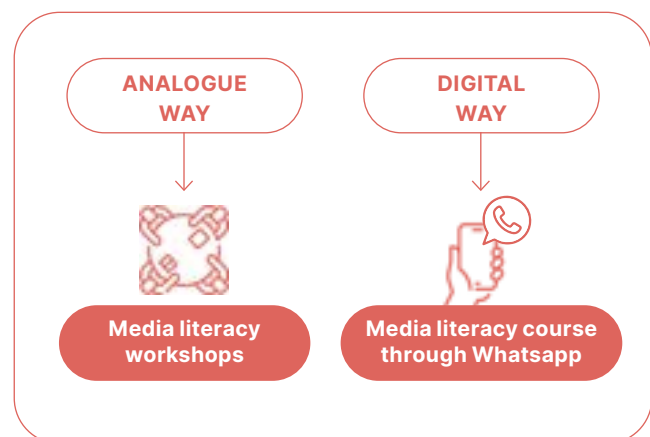 ANALOGUE
WAY
DIGITAL
WAY
Media literacy
workshops
Media literacy course
through Whatsapp